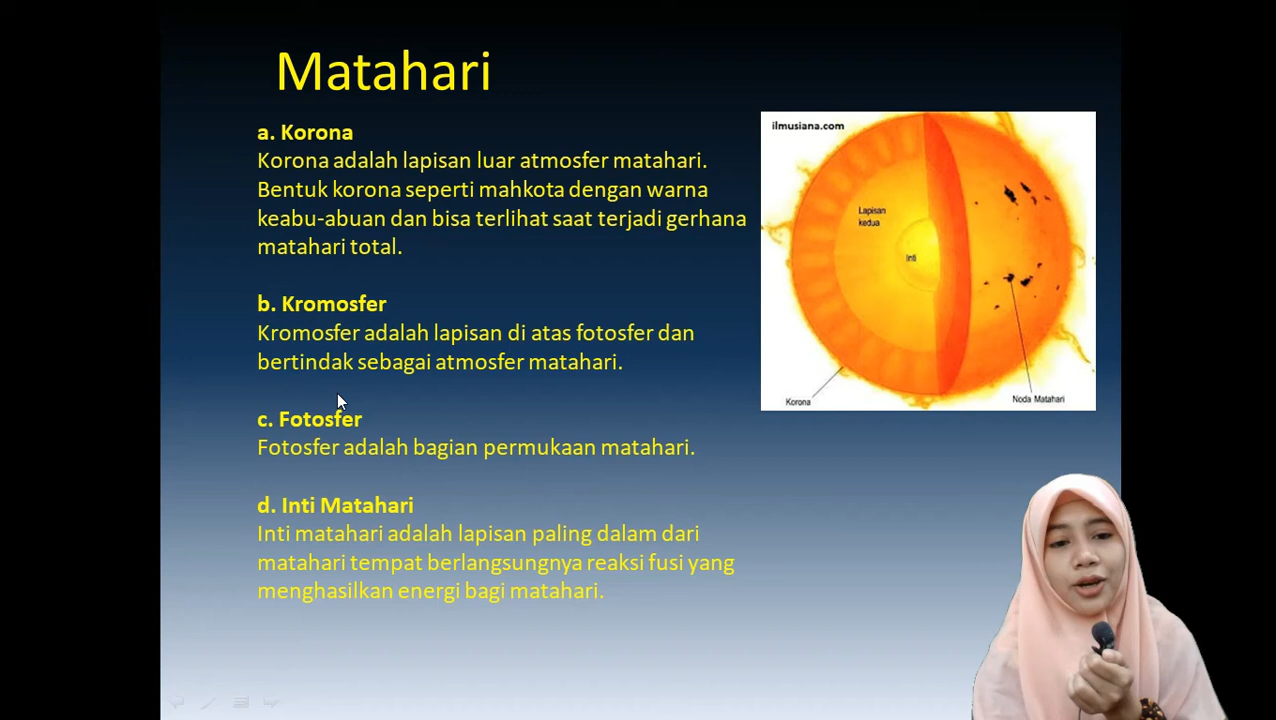 Matahari
a. Korona
Korona adalah lapisan luar atmosfer matahari.
Bentuk korona seperti mahkota dengan warna
keabu-abuan dan bisa terlihat saat terjadi gerhana
matahari total.
b. Kromosfer
Kromosfer adalah lapisan di atas fotosfer dan
bertindak sebagai atmosfer matahari.
c. Fotosfer
Fotosfer adalah bagian permukaan matahari.
d. Inti Matahari
Inti matahari adalah lapisan paling dalam dari
matahari tempat berlangsungnya reaksi fusi yang
menghasilkan energi bagi matahari.
ilmusiana.com
Lapisan
kedua
Inti
Korona
Noda Matahari